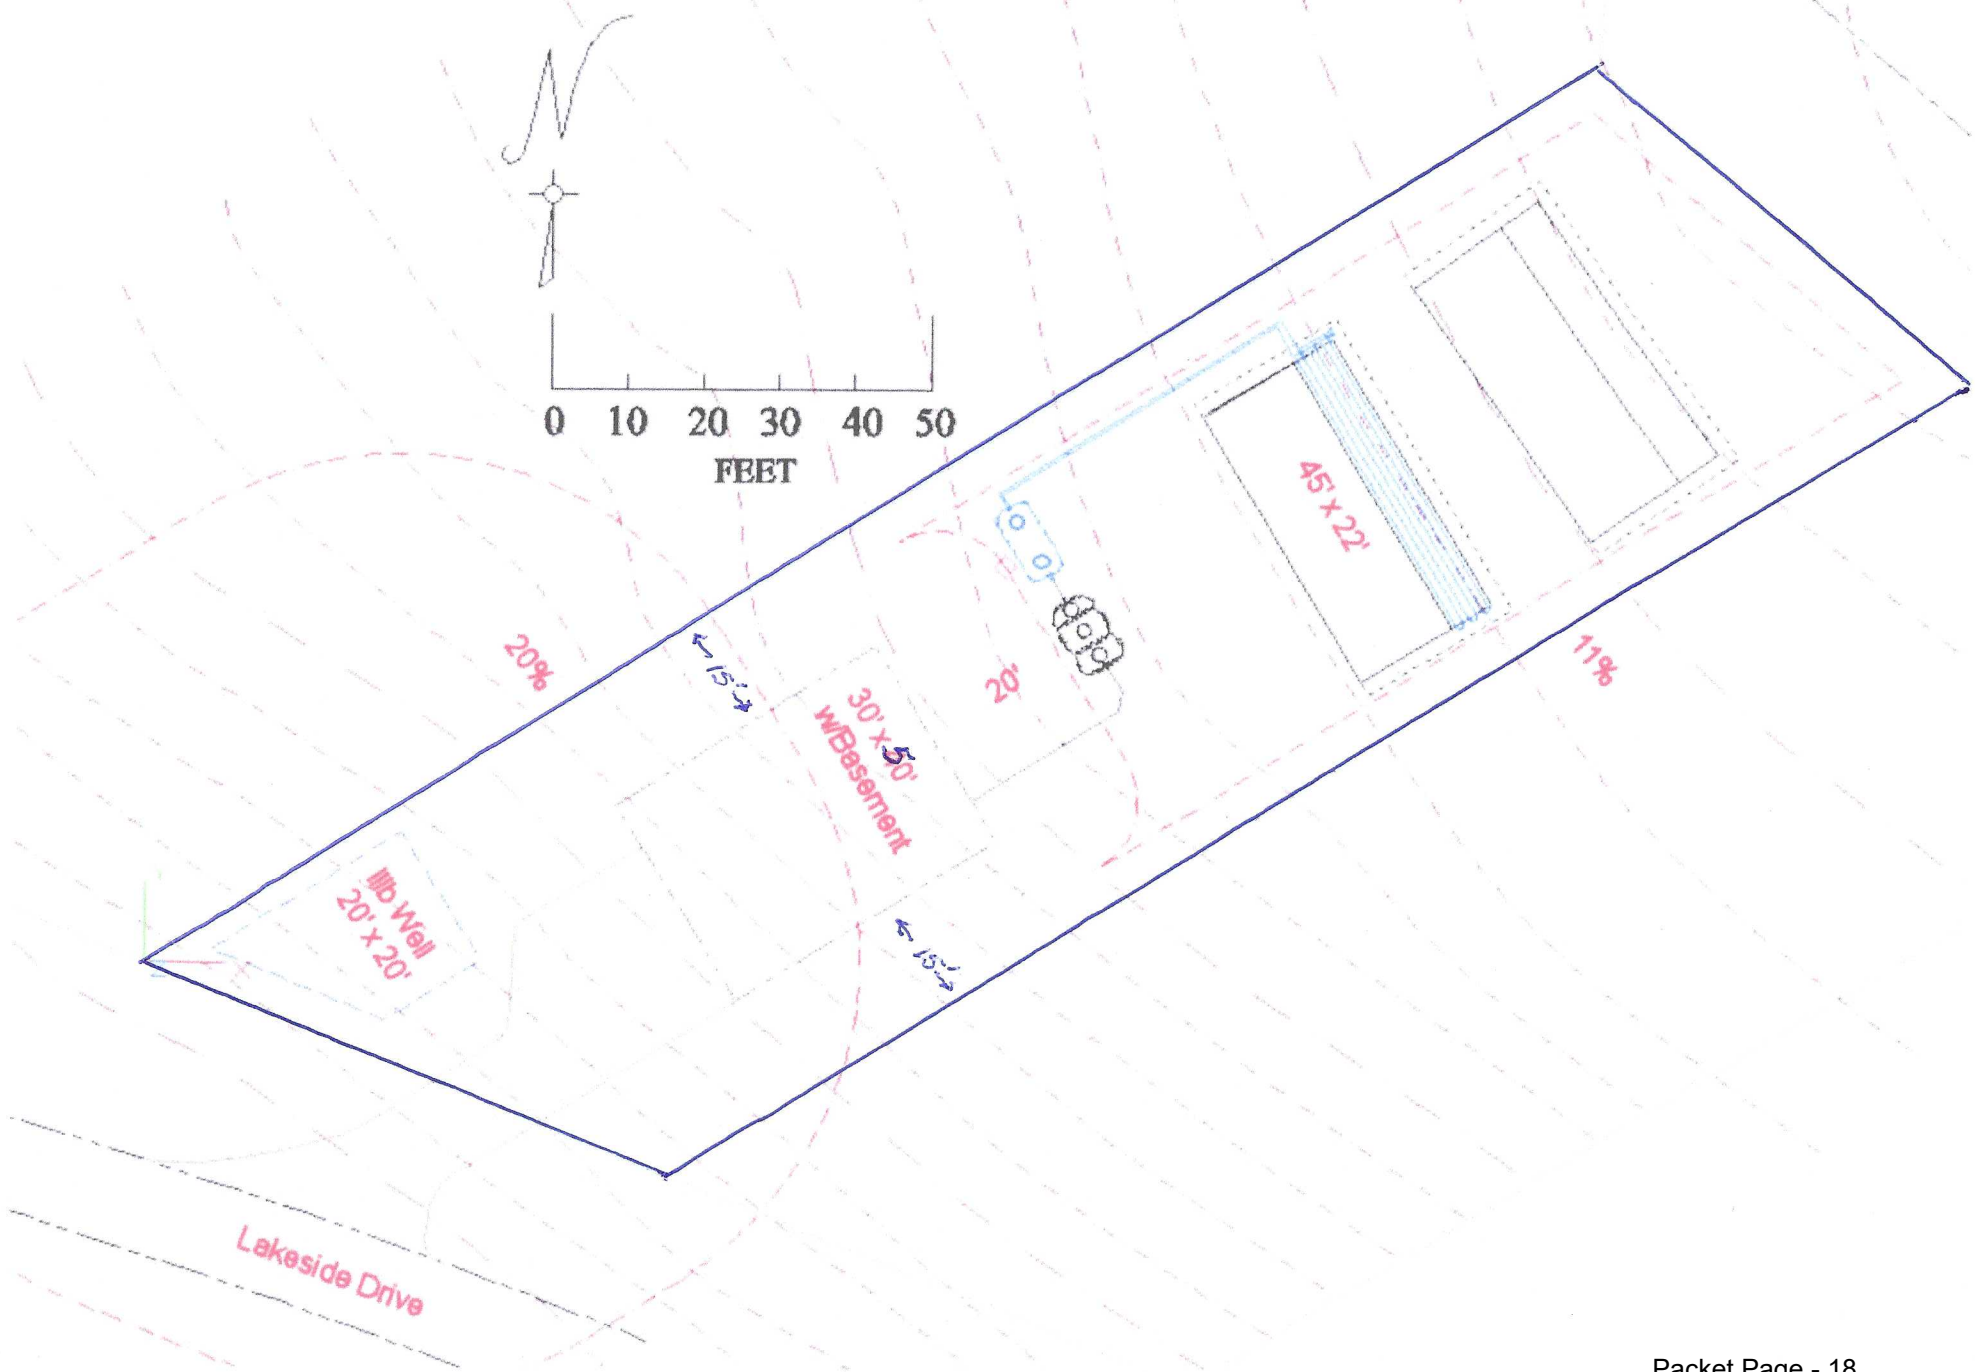 N
0 10 20 30 40 50
FEET
45' x 22'
20%
15'
20'
30' x 50'
w/Basement
11%
IIIb Well
20' x 20'
15'
Lakeside Drive
Packet Page - 18